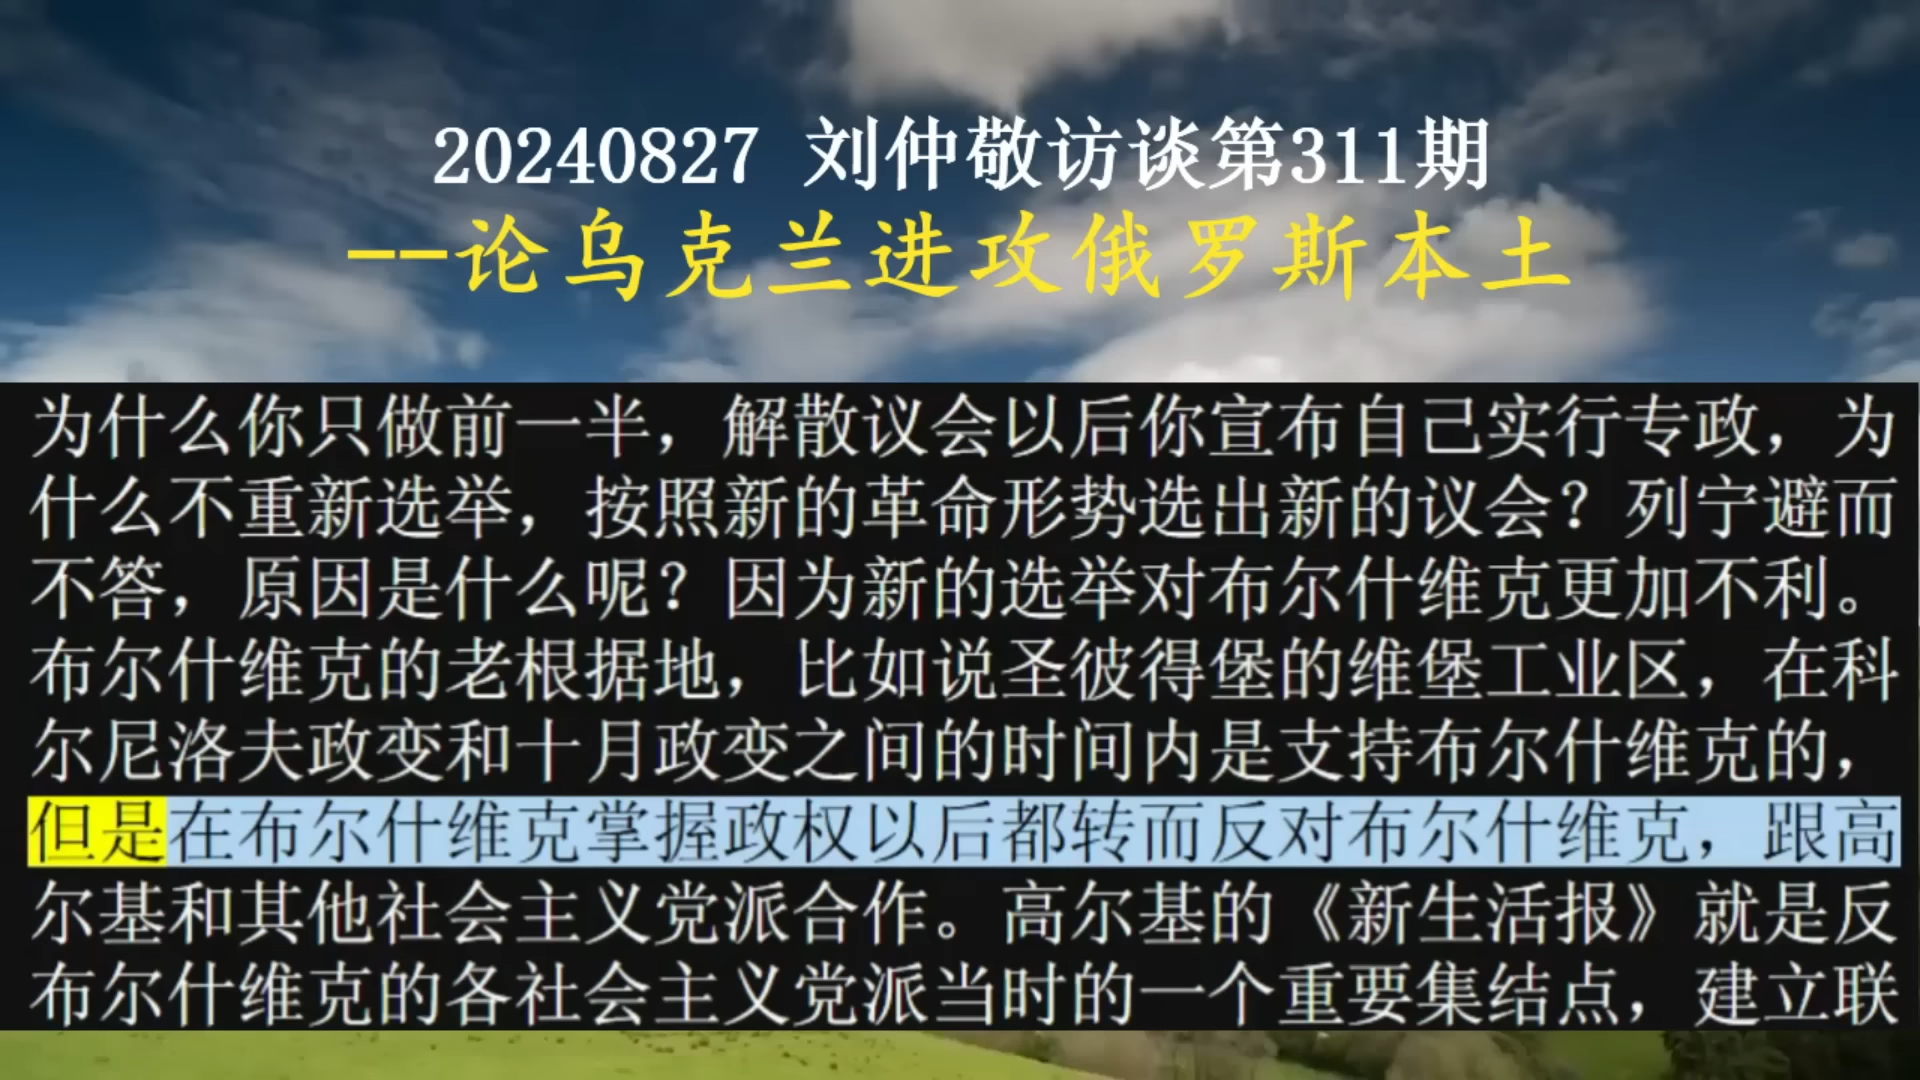 20240827 刘仲敬访谈第311期
--论乌克兰进攻俄罗斯本土
为什么你只做前一半，解散议会以后你宣布自己实行专政，为
什么不重新选举，按照新的革命形势选出新的议会？列宁避而
不答，原因是什么呢？因为新的选举对布尔什维克更加不利。
布尔什维克的老根据地，比如说圣彼得堡的维堡工业区，在科
尔尼洛夫政变和十月政变之间的时间内是支持布尔什维克的，
但是在布尔什维克掌握政权以后都转而反对布尔什维克，跟高
尔基和其他社会主义党派合作。高尔基的《新生活报》就是反
布尔什维克的各社会主义党派当时的一个重要集结点，建立联